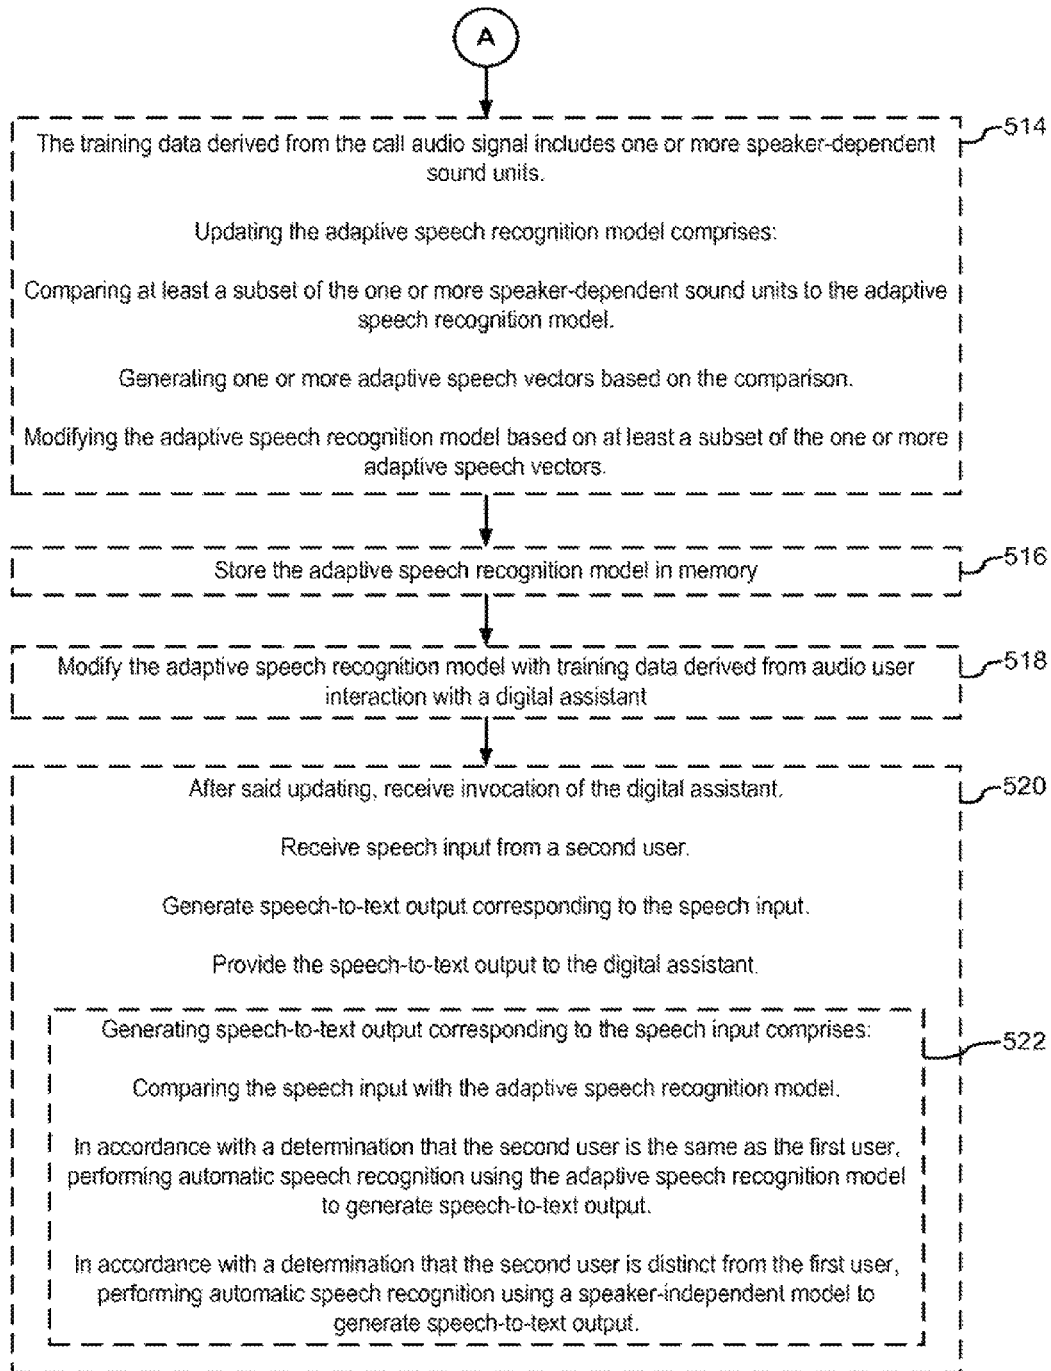 A
514
The training data derived from the call audio signal includes one or more speaker-dependent
sound units.
Updating the adaptive speech recognition model comprises:
Comparing at least a subset of the one or more speaker-dependent sound units to the adaptive
speech recognition model.
Generating one or more adaptive speech vectors based on the comparison.
Modifying the adaptive speech recognition model based on at least a subset of the one or more
adaptive speech vectors.
516
Store the adaptive speech recognition model in memory
518
Modify the adaptive speech recognition model with training data derived from audio user
interaction with a digital assistant
520
After said updating, receive invocation of the digital assistant.
Receive speech input from a second user.
Generate speech-to-text output corresponding to the speech input.
Provide the speech-to-text output to the digital assistant.
522
Generating speech-to-text output corresponding to the speech input comprises:
Comparing the speech input with the adaptive speech recognition model.
In accordance with a determination that the second user is the same as the first user,
performing automatic speech recognition using the adaptive speech recognition model
to generate speech-to-text output.
In accordance with a determination that the second user is distinct from the first user,
performing automatic speech recognition using a speaker-independent model to
generate speech-to-text output.